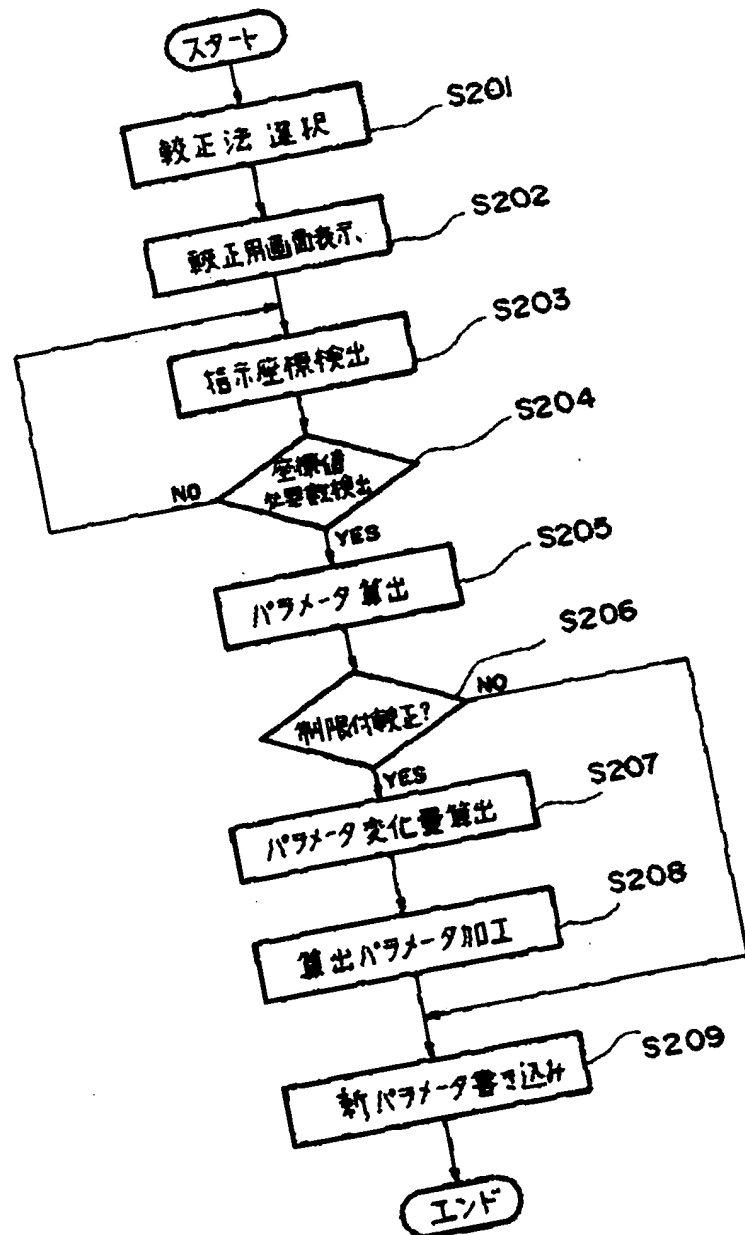 スタート
S201
較正法 選択
S202
較正用画面表示
S203
指示座標検出
S204
座標値
必要数検出
NO
YES
S205
パラメータ算出
S206
制限付較正?
NO
YES
S207
パラメータ変化量算出
S208
算出パラメータ加工
S209
新パラメータ書き込み
エンド